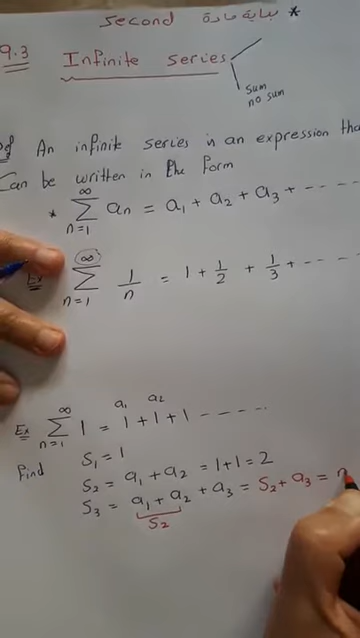 * بداية مادة second
9.3 Infinite series
sum
no sum
Def An infinite series is an expression tha
Can be written in the form
* ∞ Σ n=1 an = a1 + a2 + a3 + - - - - -
Ex ∞ Σ n=1 1/n = 1 + 1/2 + 1/3 + - - - -
a1 a2
Ex ∞ Σ n=1 1 = 1 + 1 + 1 - - - - - -
find S1 = 1
S2 = a1 + a2 = 1 + 1 = 2
S3 = a1 + a2 + a3 = S2 + a3 =
S2